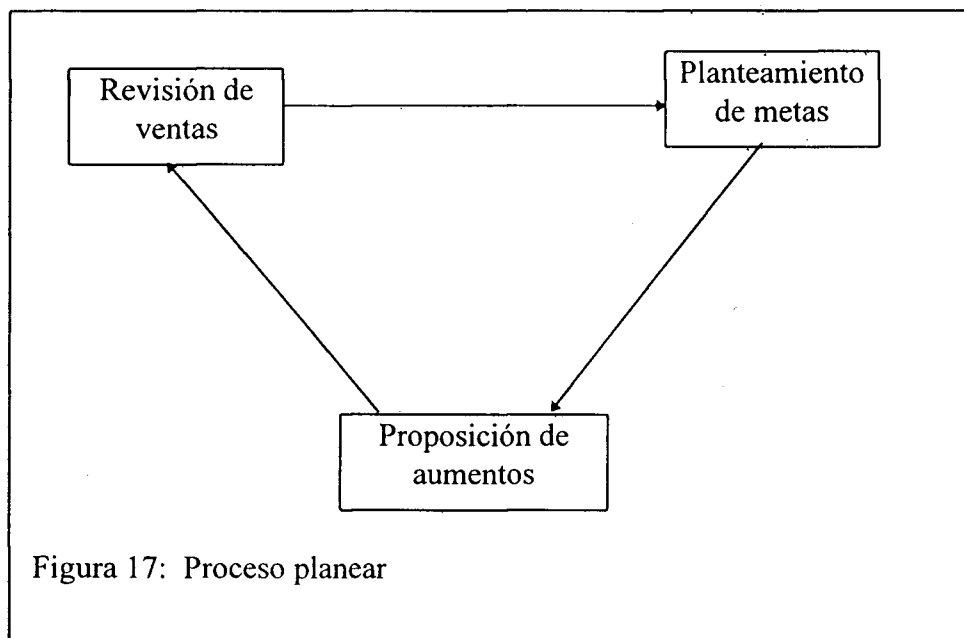 Revisión de
ventas
Planteamiento
de metas
Proposición de
aumentos
Figura 17: Proceso planear